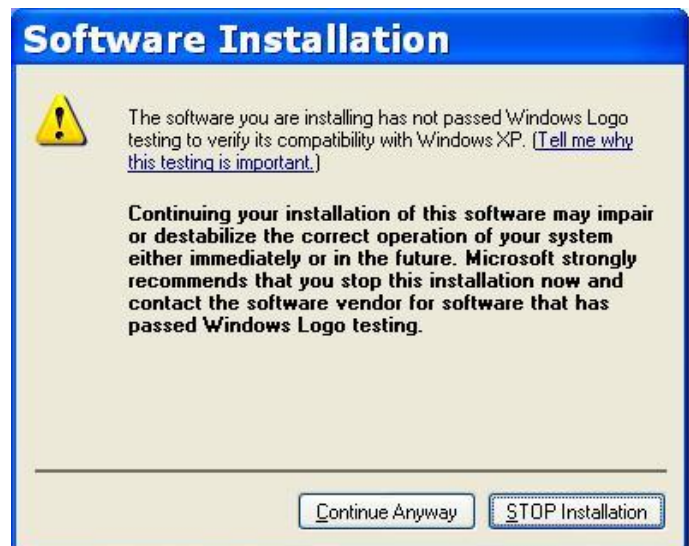 Software Installation
The software you are installing has not passed Windows Logo
testing to verify its compatibility with Windows XP. (Tell me why
this testing is important.)
Continuing your installation of this software may impair
or destabilize the correct operation of your system
either immediately or in the future. Microsoft strongly
recommends that you stop this installation now and
contact the software vendor for software that has
passed Windows Logo testing.
Continue Anyway
STOP Installation